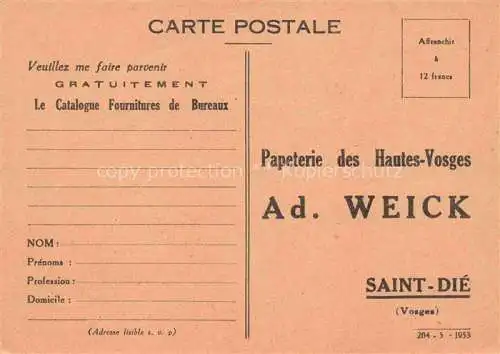 CARTE POSTALE
Veuillez me faire parvenir
GRATUITEMENT
Le Catalogue Fournitures de Bureaux
NOM :
Prénoms :
Profession :
Domicile :
(Adresse lisible s. v. p)
Affranchir
à
12 francs
Papeterie des Hautes-Vosges
Ad. WEICK
SAINT-DIÉ
(Vosges)
204 - 5 - 1953
copy protection - Kopierschutz